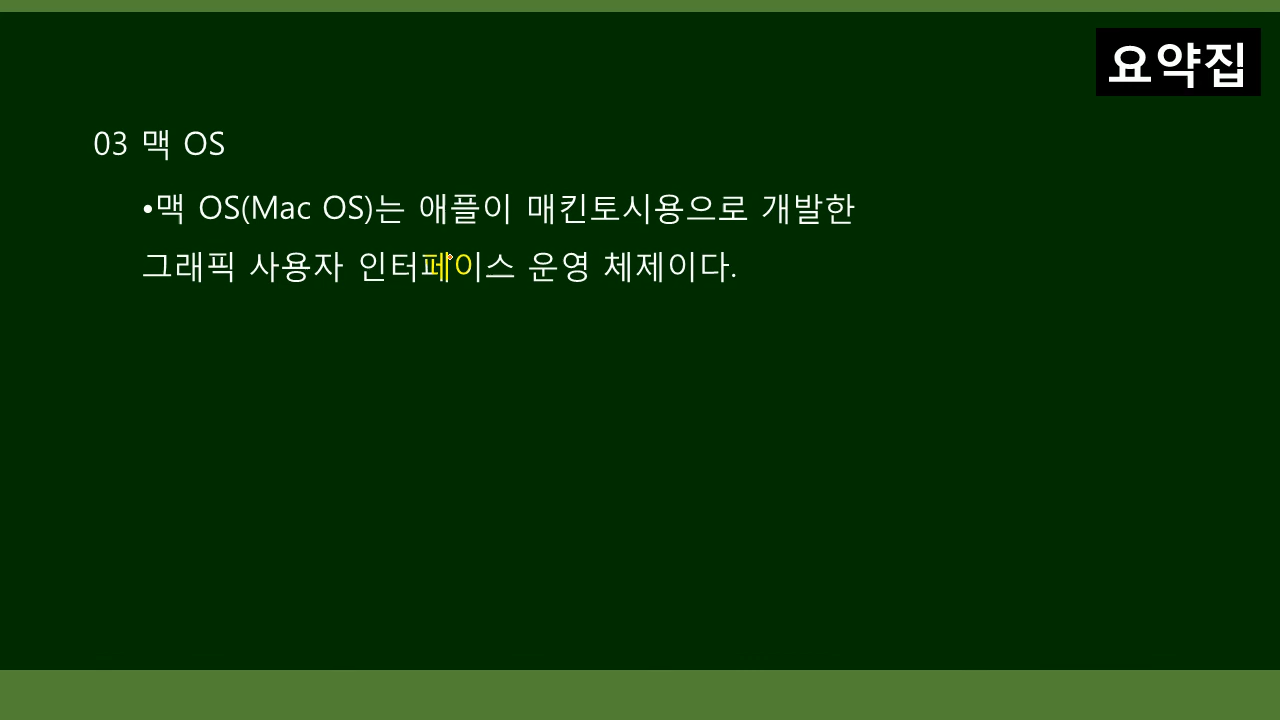 요약집
03 맥 OS
•맥 OS(Mac OS)는 애플이 매킨토시용으로 개발한
그래픽 사용자 인터페이스 운영 체제이다.